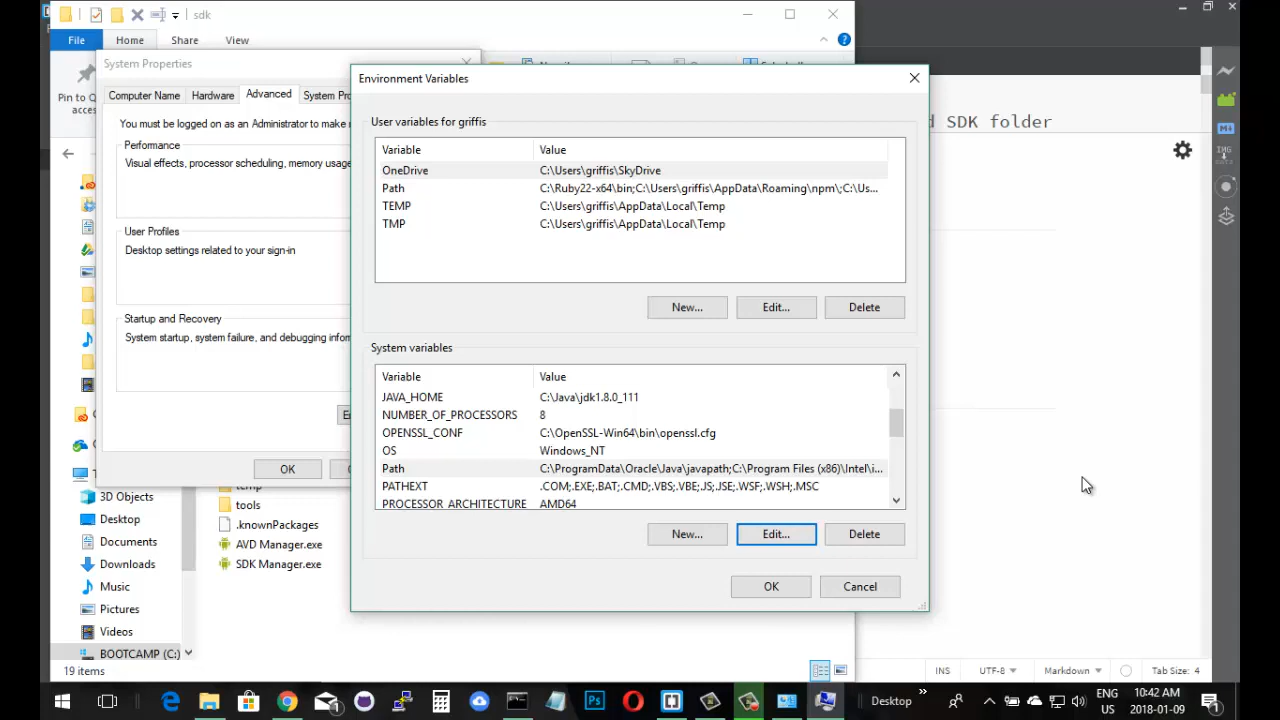 sdk
File
Home
Share
View
System Properties
Pin to Q
acces
Computer Name
Hardware
Advanced
System Pro
You must be logged on as an Administrator to make
Performance
Visual effects, processor scheduling, memory usage
User Profiles
Desktop settings related to your sign-in
Startup and Recovery
System startup, system failure, and debugging infor
OK
Environment Variables
User variables for griffis
Variable Value
OneDrive C:\Users\griffis\SkyDrive
Path C:\Ruby22-x64\bin;C:\Users\griffis\AppData\Roaming\npm\;C:\Us...
TEMP C:\Users\griffis\AppData\Local\Temp
TMP C:\Users\griffis\AppData\Local\Temp
New... Edit... Delete
System variables
Variable Value
JAVA_HOME C:\Java\jdk1.8.0_111
NUMBER_OF_PROCESSORS 8
OPENSSL_CONF C:\OpenSSL-Win64\bin\openssl.cfg
OS Windows_NT
Path C:\ProgramData\Oracle\Java\javapath;C:\Program Files (x86)\Intel\i...
PATHEXT .COM;.EXE;.BAT;.CMD;.VBS;.VBE;.JS;.JSE;.WSF;.WSH;.MSC
PROCESSOR_ARCHITECTURE AMD64
New... Edit... Delete
OK Cancel
d SDK folder
3D Objects
Desktop
Documents
Downloads
Music
Pictures
Videos
BOOTCAMP (C:)
temp
tools
.knownPackages
AVD Manager.exe
SDK Manager.exe
19 items
INS UTF-8 Markdown Tab Size: 4
Desktop
ENG
US
10:42 AM
2018-01-09